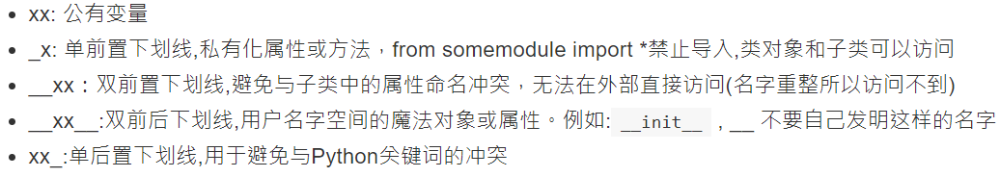 xx: 公有变量
_x: 单前置下划线,私有化属性或方法，from somemodule import *禁止导入,类对象和子类可以访问
__xx：双前置下划线,避免与子类中的属性命名冲突，无法在外部直接访问(名字重整所以访问不到)
__xx__:双前后下划线,用户名字空间的魔法对象或属性。例如: __init__ , __ 不要自己发明这样的名字
xx_:单后置下划线,用于避免与Python关键词的冲突